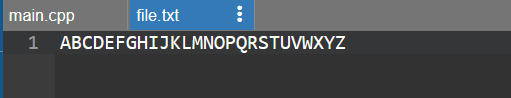 main.cpp file.txt
1 ABCDEFGHIJKLMNOPQRSTUVWXYZ